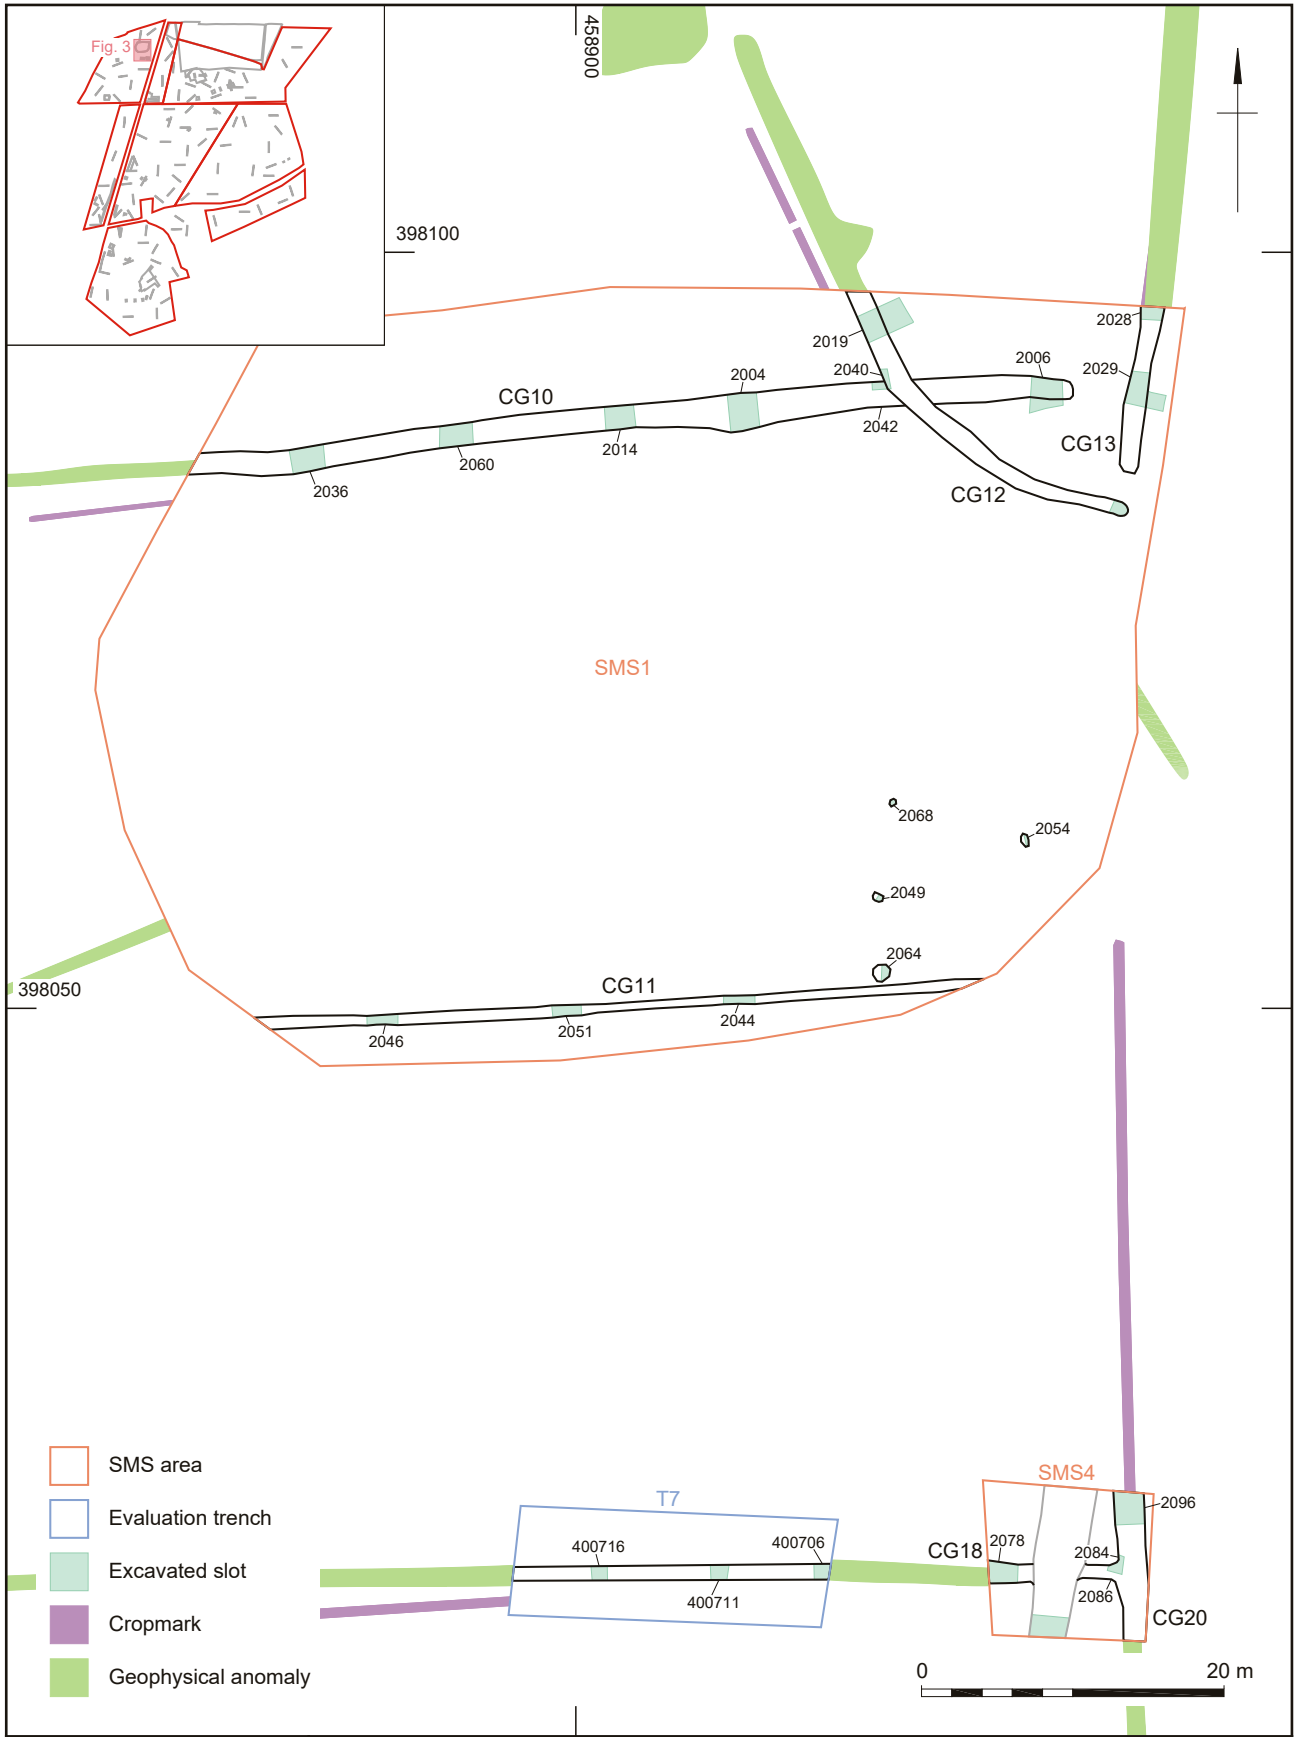 Fig. 3
458900
398100
2028
2019
2006
2040
2029
2004
CG10
2042
CG13
2014
2060
2036
CG12
SMS1
2068
2054
2049
2064
CG11
398050
2044
2051
2046
SMS area
SMS4
T7
2096
Evaluation trench
400716
400706
CG18
2078
2084
Excavated slot
400711
2086
CG20
Cropmark
Geophysical anomaly
0
20 m